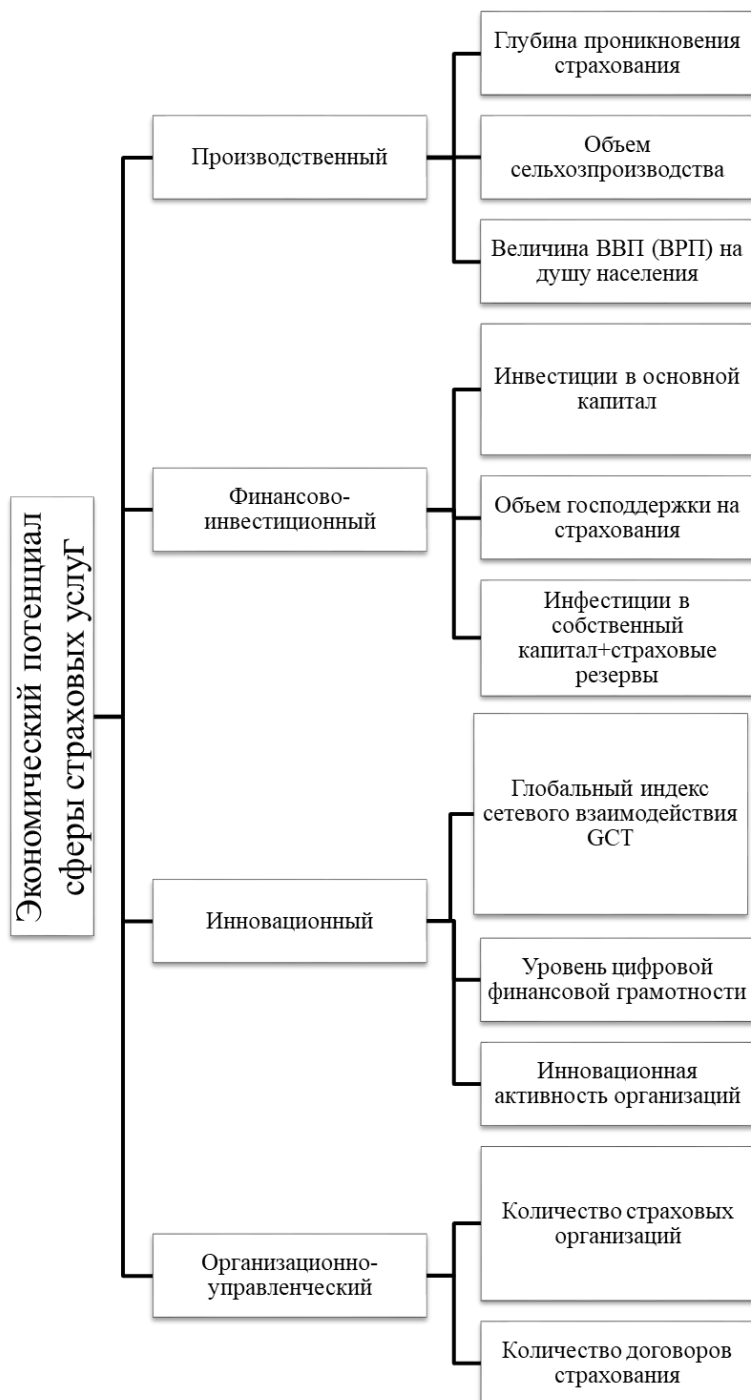 Экономический потенциал
сферы страховых услуг
Производственный
Глубина проникновения
страхования
Объем
сельхозпроизводства
Величина ВВП (ВРП) на
душу населения
Финансово-
инвестиционный
Инвестиции в основной
капитал
Объем господдержки на
страхования
Инфестиции в
собственный
капитал+страховые
резервы
Инновационный
Глобальный индекс
сетевого взаимодействия
GCT
Уровень цифровой
финансовой грамотности
Инновационная
активность организаций
Организационно-
управленческий
Количество страховых
организаций
Количество договоров
страхования